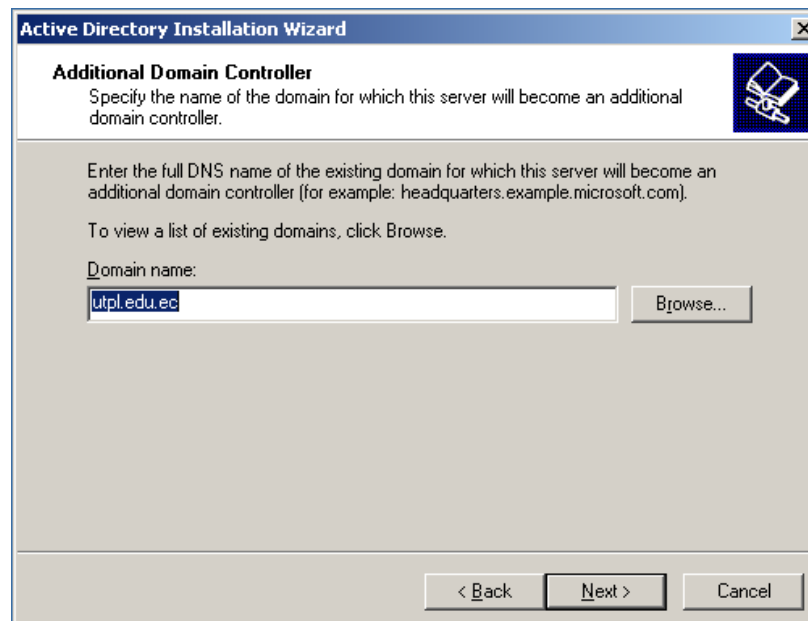 Active Directory Installation Wizard
Additional Domain Controller
Specify the name of the domain for which this server will become an additional
domain controller.
Enter the full DNS name of the existing domain for which this server will become an
additional domain controller (for example: headquarters.example.microsoft.com).
To view a list of existing domains, click Browse.
Domain name:
utpl.edu.ec
Browse...
< Back
Next >
Cancel